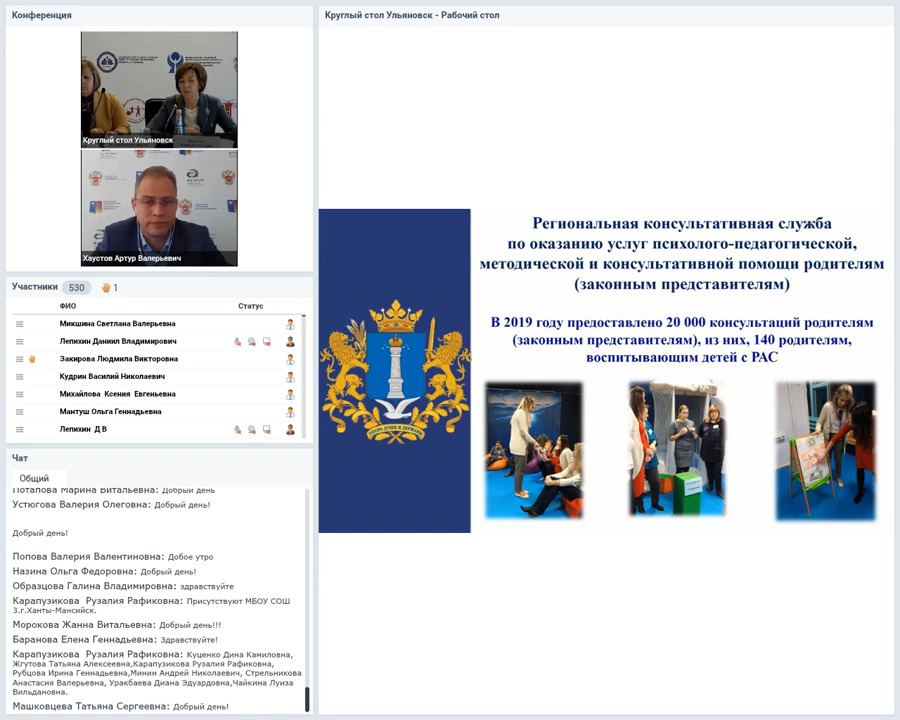 Конференция
Круглый стол Ульяновск
Хаустов Артур Валерьевич
Участники 530 1
ФИО Статус
Микшина Светлана Валерьевна
Лепихин Даниил Владимирович
Закирова Людмила Викторовна
Кудрин Василий Николаевич
Михайлова Ксения Евгеньевна
Мантуш Ольга Геннадьевна
Лепихин Д В
Чат
Общий
Потапова Марина Витальевна: Добрый день
Устюгова Валерия Олеговна: Добрый день!
Добрый день!
Попова Валерия Валентиновна: Добое утро
Назина Ольга Федоровна: Добрый день!
Образцова Галина Владимировна: здравствуйте
Карапузикова Рузалия Рафиковна: Присутствуют МБОУ СОШ
3.г.Ханты-Мансийск.
Морокова Жанна Витальевна: Добрый день!!!
Баранова Елена Геннадьевна: Здравствуйте!
Карапузикова Рузалия Рафиковна: Куценко Дина Камиловна,
Жгутова Татьяна Алексеевна,Карапузикова Рузалия Рафиковна,
Рубцова Ирина Геннадьевна,Минин Андрей Николаевич, Стрельникова
Анастасия Валерьевна, Уракбаева Диана Эдуардовна,Чайкина Луиза
Вильдановна.
Машковцева Татьяна Сергеевна: Добрый день!
Круглый стол Ульяновск - Рабочий стол
Региональная консультативная служба
по оказанию услуг психолого-педагогической,
методической и консультативной помощи родителям
(законным представителям)
В 2019 году предоставлено 20 000 консультаций родителям
(законным представителям), из них, 140 родителям,
воспитывающим детей с РАС